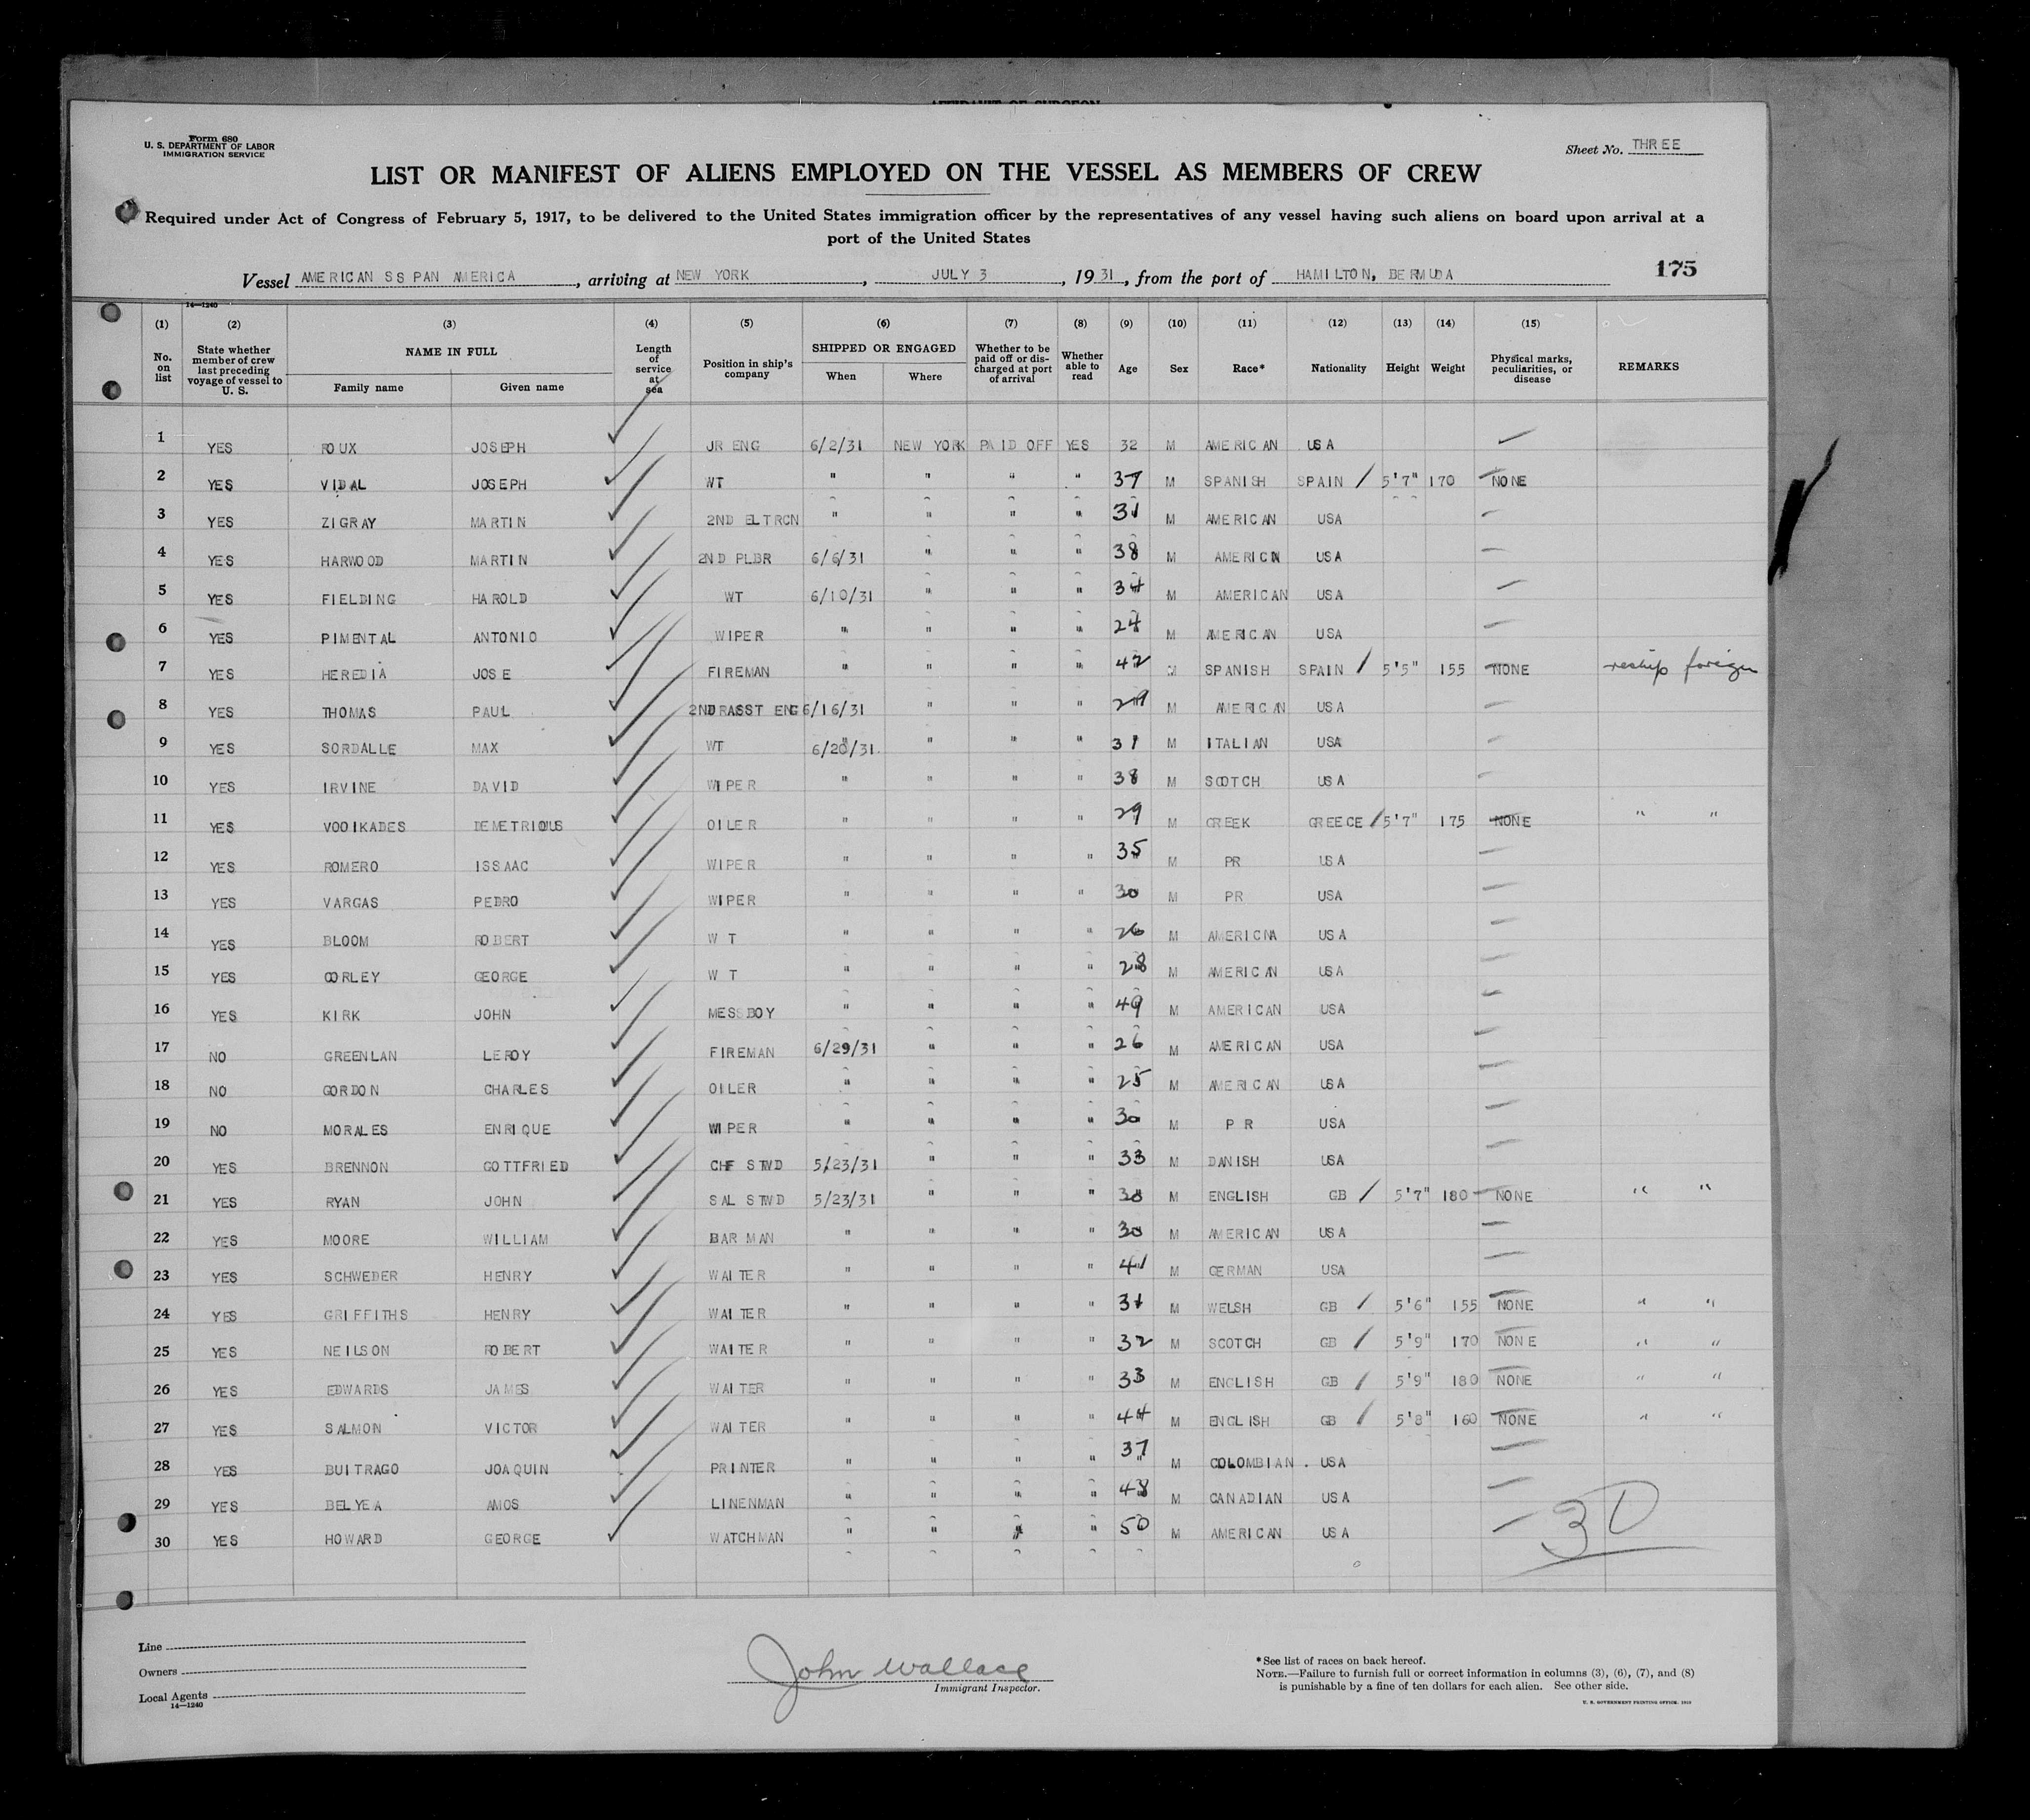 AFFIDAVIT OF SURGEON
Form 680
U. S. DEPARTMENT OF LABOR
IMMIGRATION SERVICE
Sheet No. THREE
LIST OR MANIFEST OF ALIENS EMPLOYED ON THE VESSEL AS MEMBERS OF CREW
Required under Act of Congress of February 5, 1917, to be delivered to the United States immigration officer by the representatives of any vessel having such aliens on board upon arrival at a
port of the United States
Vessel AMERICAN SS PAN AMERICA, arriving at NEW YORK, JULY 3, 1931, from the port of HAMILTON, BERMUDA 175
14—1240
(1) (2) (3) (4) (5) (6) (7) (8) (9) (10) (11) (12) (13) (14) (15)
No. on list
State whether member of crew last preceding voyage of vessel to U. S.
NAME IN FULL
Family name Given name
Length of service at sea
Position in ship's company
SHIPPED OR ENGAGED
When Where
Whether to be paid off or discharged at port of arrival
Whether able to read
Age Sex Race* Nationality Height Weight
Physical marks, peculiarities, or disease
REMARKS
1 YES ROUX JOSEPH JR ENG 6/2/31 NEW YORK PAID OFF YES 32 M AMERICAN USA
2 YES VIDAL JOSEPH WT " " " " 37 M SPANISH SPAIN / 5'7" 170 NONE
3 YES ZIGRAY MARTIN 2ND ELTRCN " " " " 31 M AMERICAN USA
4 YES HARWOOD MARTIN 2ND PLBR 6/6/31 " " " 38 M AMERICN USA
5 YES FIELDING HAROLD WT 6/10/31 " " " 34 M AMERICAN USA
6 YES PIMENTAL ANTONIO WIPER " " " " 24 M AMERICAN USA
7 YES HEREDIA JOSE FIREMAN " " " " 42 M SPANISH SPAIN / 5'5" 155 NONE reship foreign
8 YES THOMAS PAUL 2ND ASST ENG 6/16/31 " " " 29 M AMERICAN USA
9 YES SORDALLE MAX WT 6/20/31 " " " 31 M ITALIAN USA
10 YES IRVINE DAVID WIPER " " " " 38 M SCOTCH USA
11 YES VOOIKADES DEMETRIOUS OILER " " " " 29 M GREEK GREECE / 5'7" 175 NONE " "
12 YES ROMERO ISSAAC WIPER " " " " 35 M PR USA
13 YES VARGAS PEDRO WIPER " " " " 30 M PR USA
14 YES BLOOM ROBERT W T " " " " 26 M AMERICNA USA
15 YES CORLEY GEORGE W T " " " " 28 M AMERICAN USA
16 YES KIRK JOHN MESSBOY " " " " 49 M AMERICAN USA
17 NO GREENLAN LEROY FIREMAN 6/29/31 " " " 26 M AMERICAN USA
18 NO GORDON CHARLES OILER " " " " 25 M AMERICAN USA
19 NO MORALES ENRIQUE WIPER " " " " 30 M P R USA
20 YES BRENNON GOTTFRIED CHF STWD 5/23/31 " " " 33 M DANISH USA
21 YES RYAN JOHN SAL STWD 5/23/31 " " " 38 M ENGLISH GB / 5'7" 180 NONE " "
22 YES MOORE WILLIAM BARMAN " " " " 30 M AMERICAN USA
23 YES SCHWEBER HENRY WAITER " " " " 41 M GERMAN USA
24 YES GRIFFITHS HENRY WAITER " " " " 31 M WELSH GB / 5'6" 155 NONE " "
25 YES NEILSON ROBERT WAITER " " " " 32 M SCOTCH GB / 5'9" 170 NONE " "
26 YES EDWARDS JAMES WAITER " " " " 33 M ENGLISH GB / 5'9" 180 NONE " "
27 YES SALMON VICTOR WAITER " " " " 44 M ENGLISH GB / 5'8" 160 NONE " "
28 YES BUITRAGO JOAQUIN PRINTER " " " " 37 M COLOMBIAN . USA
29 YES BELYEA AMOS LINENMAN " " " " 48 M CANADIAN USA
30 YES HOWARD GEORGE WATCHMAN " " " " 50 M AMERICAN USA
30
Line
Owners
Local Agents
14—1240
John Wallace
Immigrant Inspector.
*See list of races on back hereof.
NOTE.—Failure to furnish full or correct information in columns (3), (6), (7), and (8)
is punishable by a fine of ten dollars for each alien. See other side.